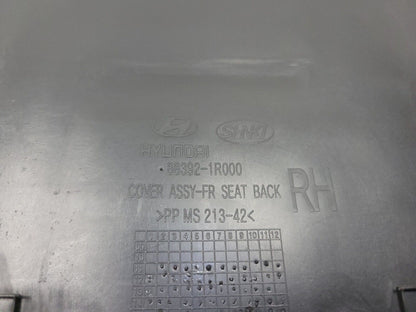 SHKI
HYUNDAI
88392-1R000
COVER ASSY-FR SEAT BACK
RH
>PP MS 213-42<
1 2 3 4 5 6 7 8 9 10 11 12